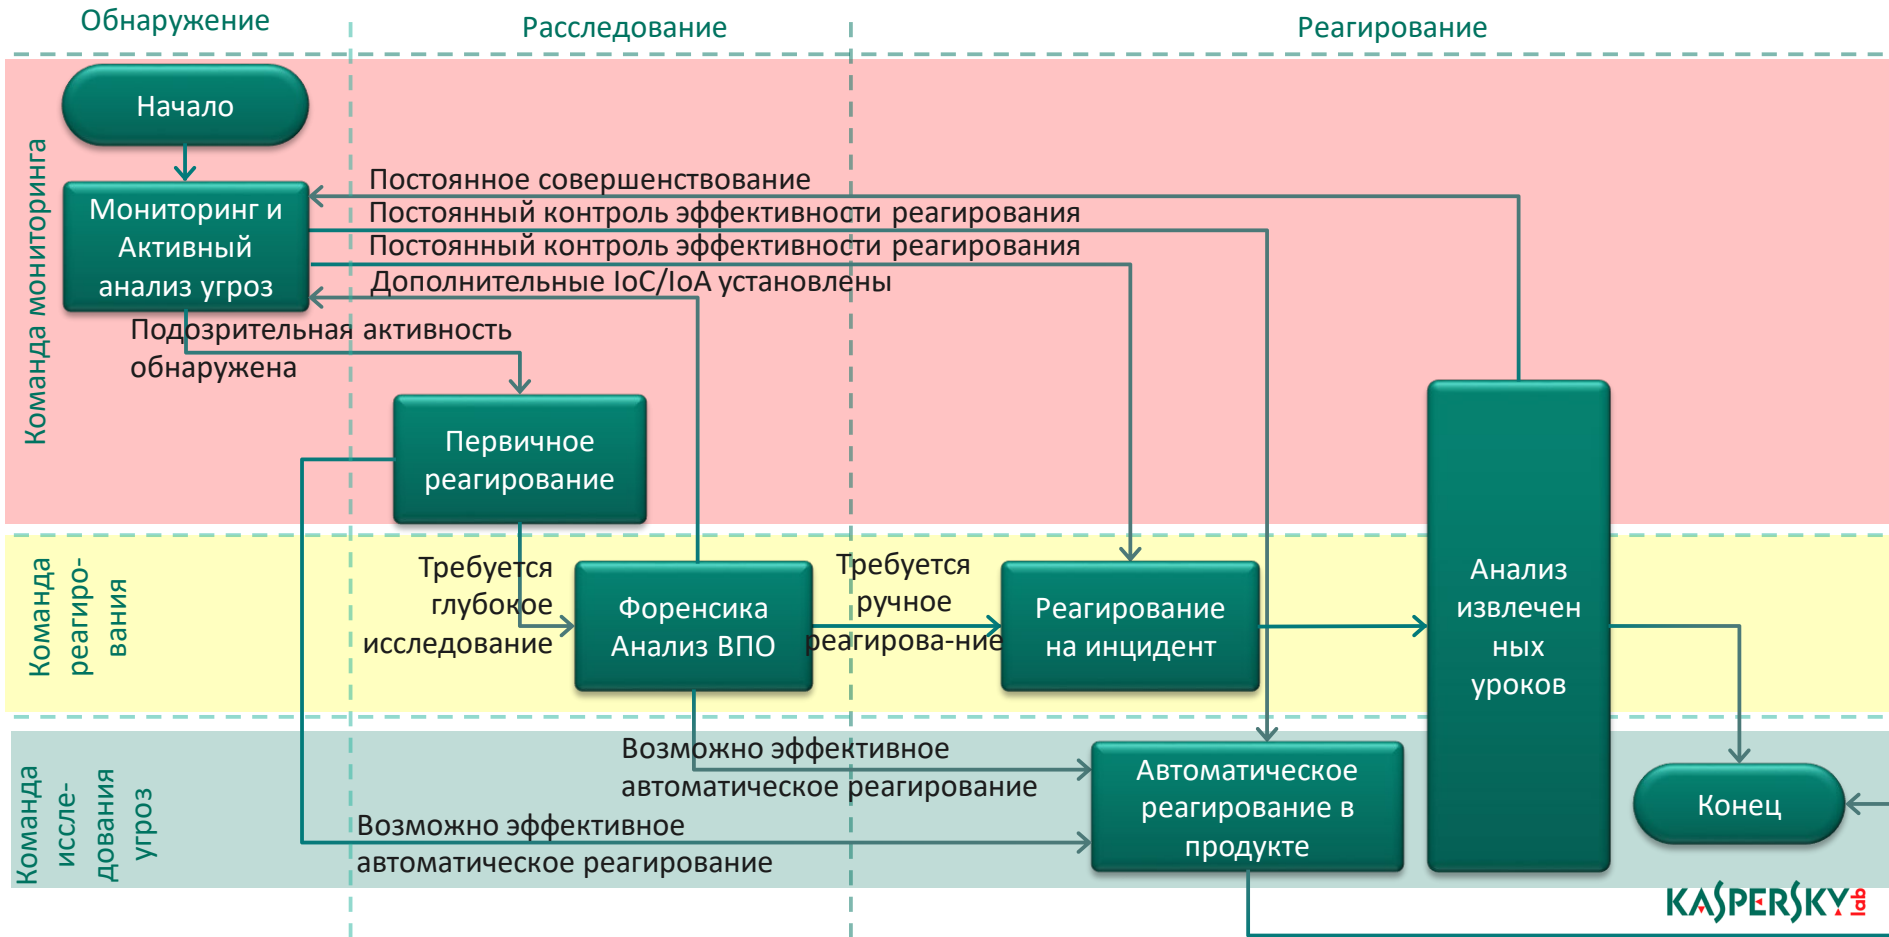 Обнаружение
Расследование
Реагирование
Команда мониторинга
Начало
Мониторинг и
Активный
анализ угроз
Постоянное совершенствование
Постоянный контроль эффективности реагирования
Постоянный контроль эффективности реагирования
Дополнительные IoC/IoA установлены
Подозрительная активность
обнаружена
Первичное
реагирование
Команда
реагиро-
вания
Требуется
глубокое
исследование
Форенсика
Анализ ВПО
Требуется
ручное
реагирова-ние
Реагирование
на инцидент
Анализ
извлечен
ных
уроков
Команда
иссле-
дования
угроз
Возможно эффективное
автоматическое реагирование
Возможно эффективное
автоматическое реагирование
Автоматическое
реагирование в
продукте
Конец
KASPERSKY lab